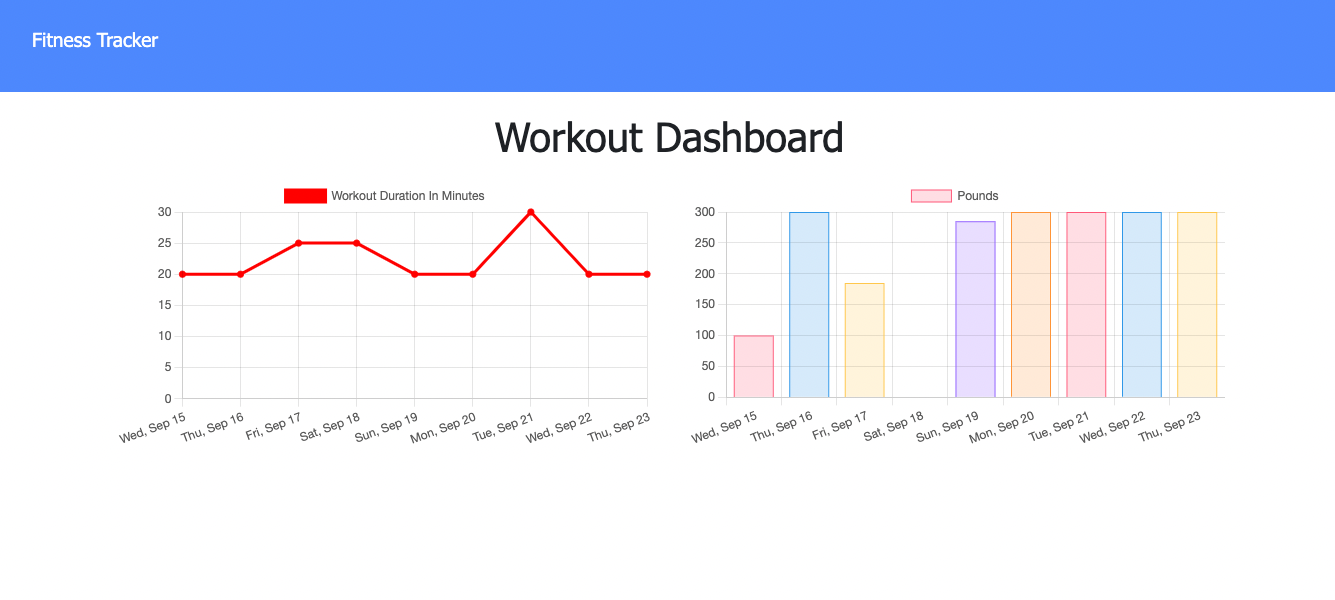 Fitness Tracker
Workout Dashboard
Workout Duration In Minutes
30
25
20
15
10
5
0
Wed, Sep 15
Thu, Sep 16
Fri, Sep 17
Sat, Sep 18
Sun, Sep 19
Mon, Sep 20
Tue, Sep 21
Wed, Sep 22
Thu, Sep 23
Pounds
300
250
200
150
100
50
0
Wed, Sep 15
Thu, Sep 16
Fri, Sep 17
Sat, Sep 18
Sun, Sep 19
Mon, Sep 20
Tue, Sep 21
Wed, Sep 22
Thu, Sep 23